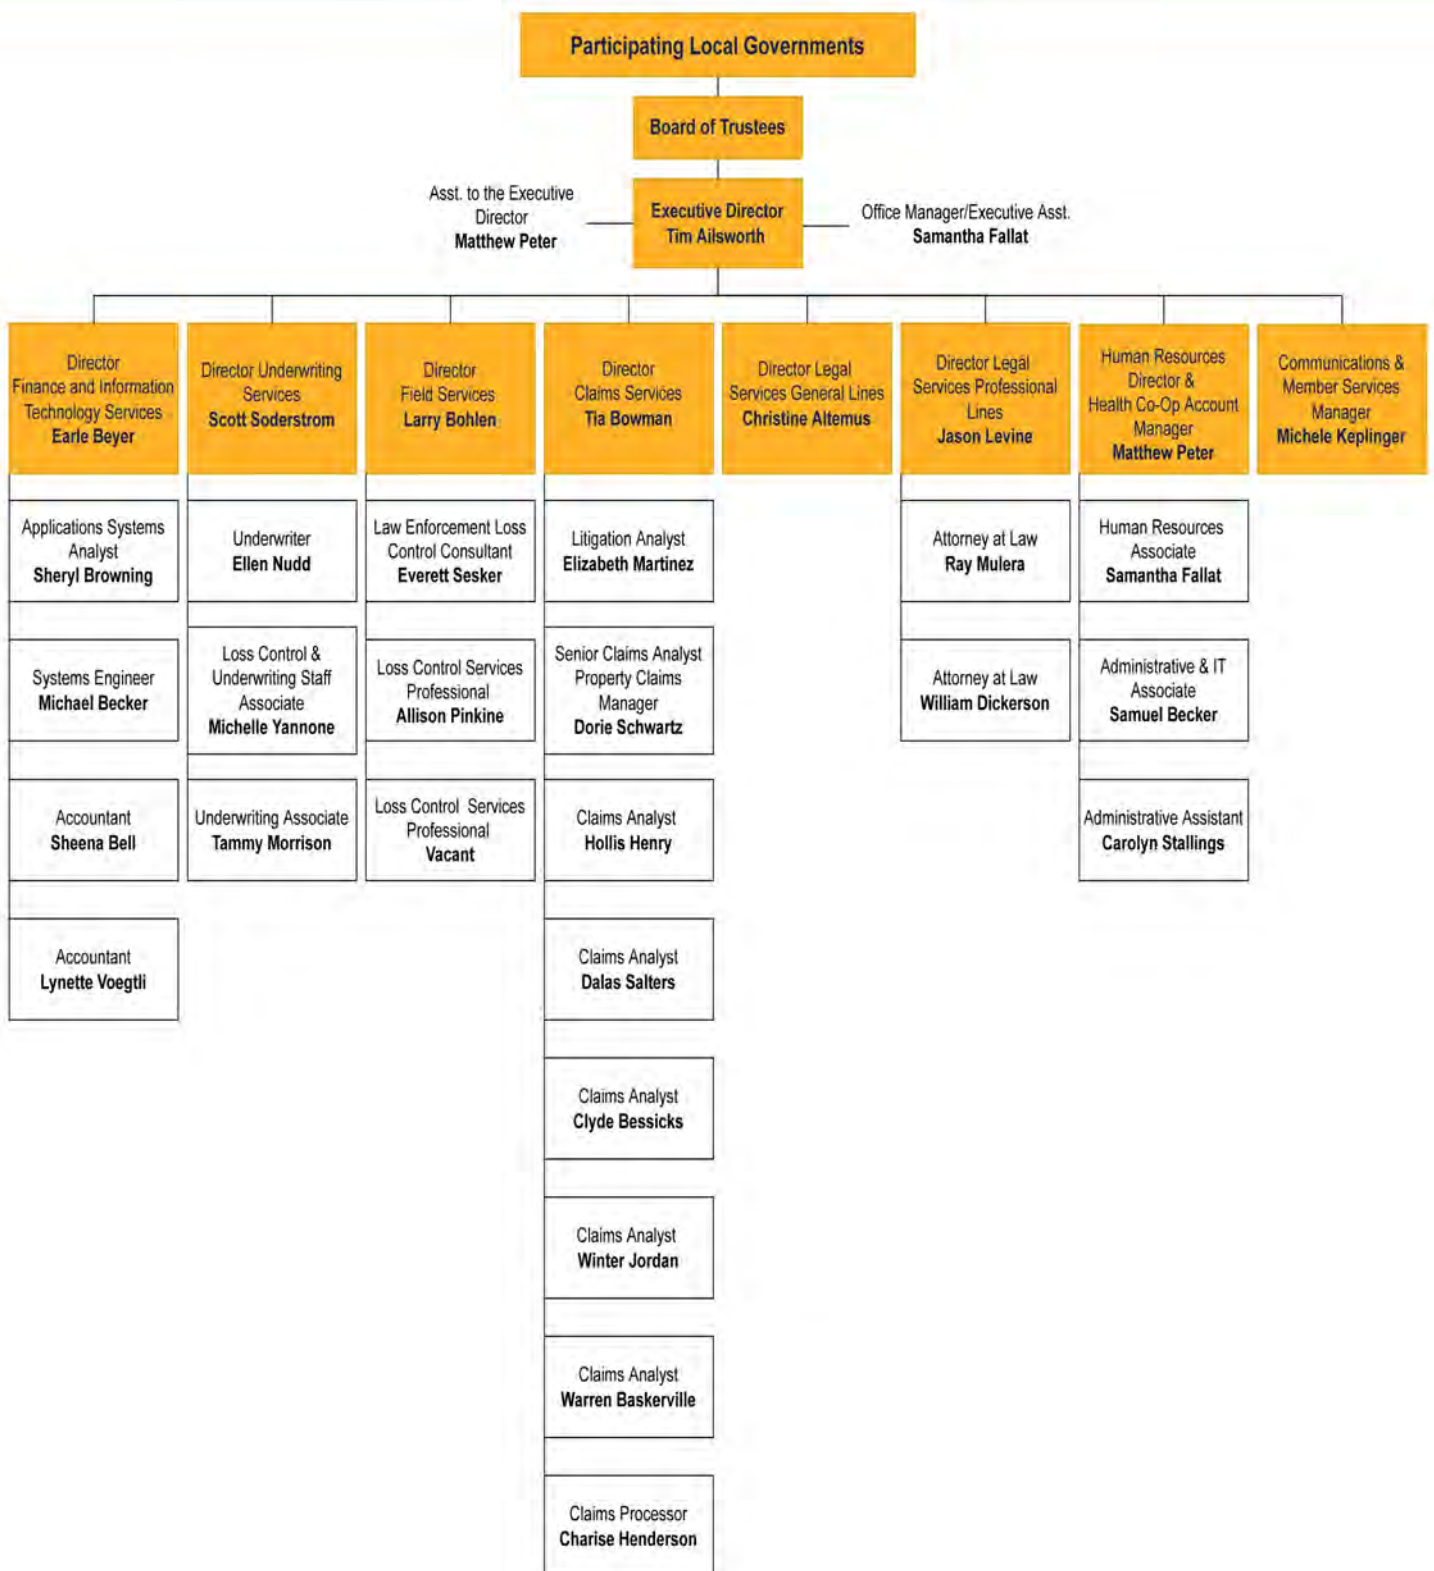 Participating Local Governments
Board of Trustees
Asst. to the Executive
Director
Matthew Peter
Executive Director
Tim Ailsworth
Office Manager/Executive Asst.
Samantha Fallat
Director
Finance and Information
Technology Services
Earle Beyer
Director Underwriting
Services
Scott Soderstrom
Director
Field Services
Larry Bohlen
Director
Claims Services
Tia Bowman
Director Legal
Services General Lines
Christine Altemus
Director Legal
Services Professional
Lines
Jason Levine
Human Resources
Director &
Health Co-Op Account
Manager
Matthew Peter
Communications &
Member Services
Manager
Michele Keplinger
Applications Systems
Analyst
Sheryl Browning
Underwriter
Ellen Nudd
Law Enforcement Loss
Control Consultant
Everett Sesker
Litigation Analyst
Elizabeth Martinez
Attorney at Law
Ray Mulera
Human Resources
Associate
Samantha Fallat
Systems Engineer
Michael Becker
Loss Control &
Underwriting Staff
Associate
Michelle Yannone
Loss Control Services
Professional
Allison Pinkine
Senior Claims Analyst
Property Claims
Manager
Dorie Schwartz
Attorney at Law
William Dickerson
Administrative & IT
Associate
Samuel Becker
Accountant
Sheena Bell
Underwriting Associate
Tammy Morrison
Loss Control Services
Professional
Vacant
Claims Analyst
Hollis Henry
Administrative Assistant
Carolyn Stallings
Accountant
Lynette Voegtli
Claims Analyst
Dalas Salters
Claims Analyst
Clyde Bessicks
Claims Analyst
Winter Jordan
Claims Analyst
Warren Baskerville
Claims Processor
Charise Henderson